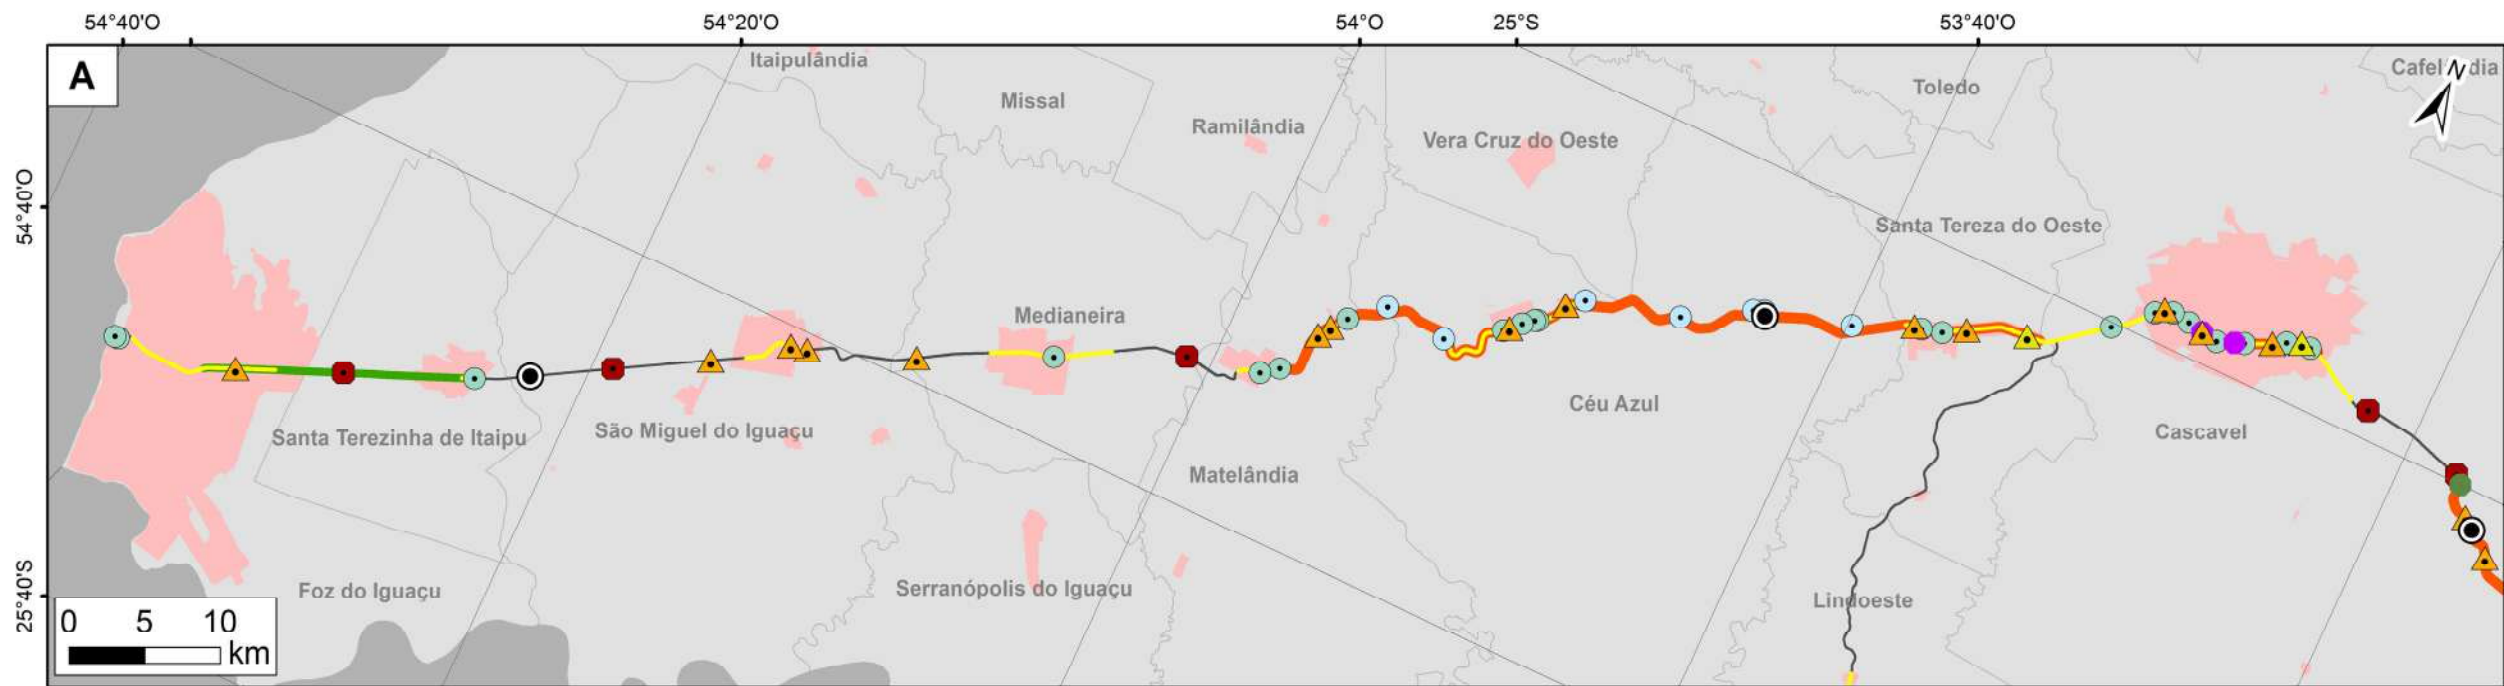 54°40'O
54°20'O
54°O
25°S
53°40'O
A
Itaipulândia
Missal
Ramilândia
Vera Cruz do Oeste
Toledo
Cafelândia
N
54°40'O
Santa Tereza do Oeste
Medianeira
Céu Azul
Santa Terezinha de Itaipu
São Miguel do Iguaçu
Cascavel
Matelândia
Foz do Iguaçu
Serranópolis do Iguaçu
Lindoeste
25°40'S
0 5 10
km